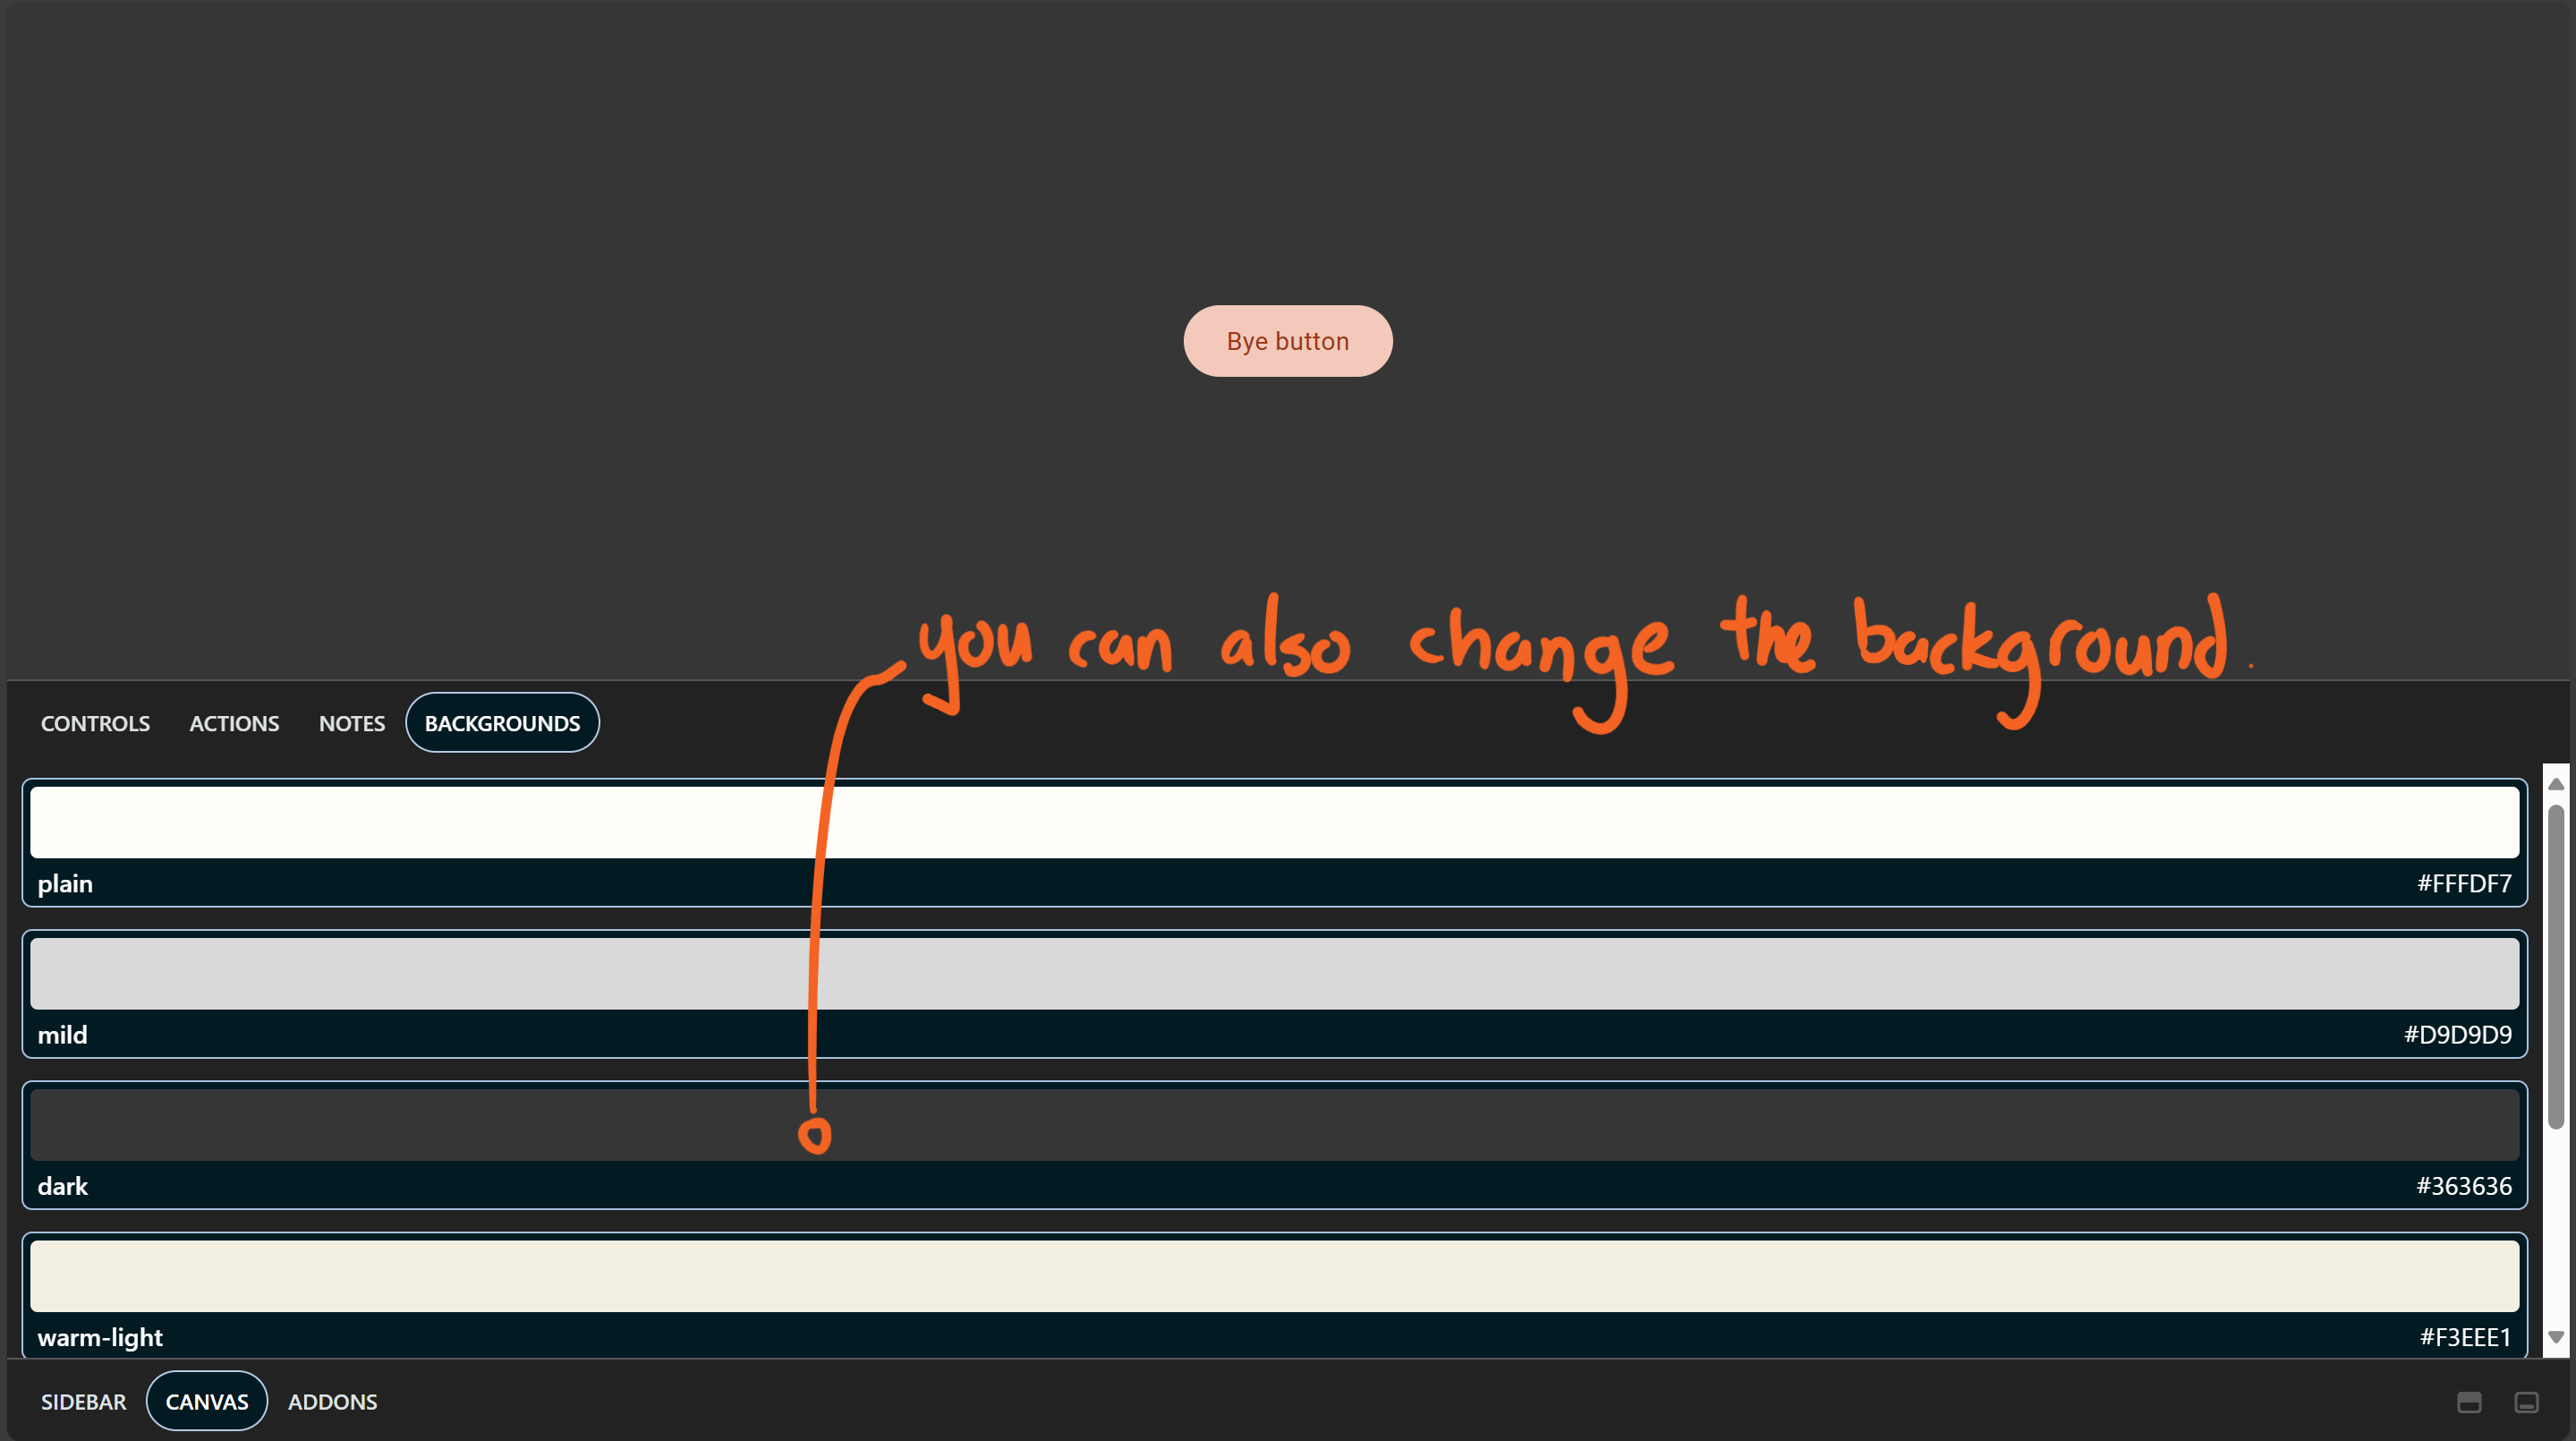 Bye button
you can also change the background.
CONTROLS ACTIONS NOTES BACKGROUNDS
plain #FFFDF7
mild #D9D9D9
dark #363636
warm-light #F3EEE1
SIDEBAR CANVAS ADDONS